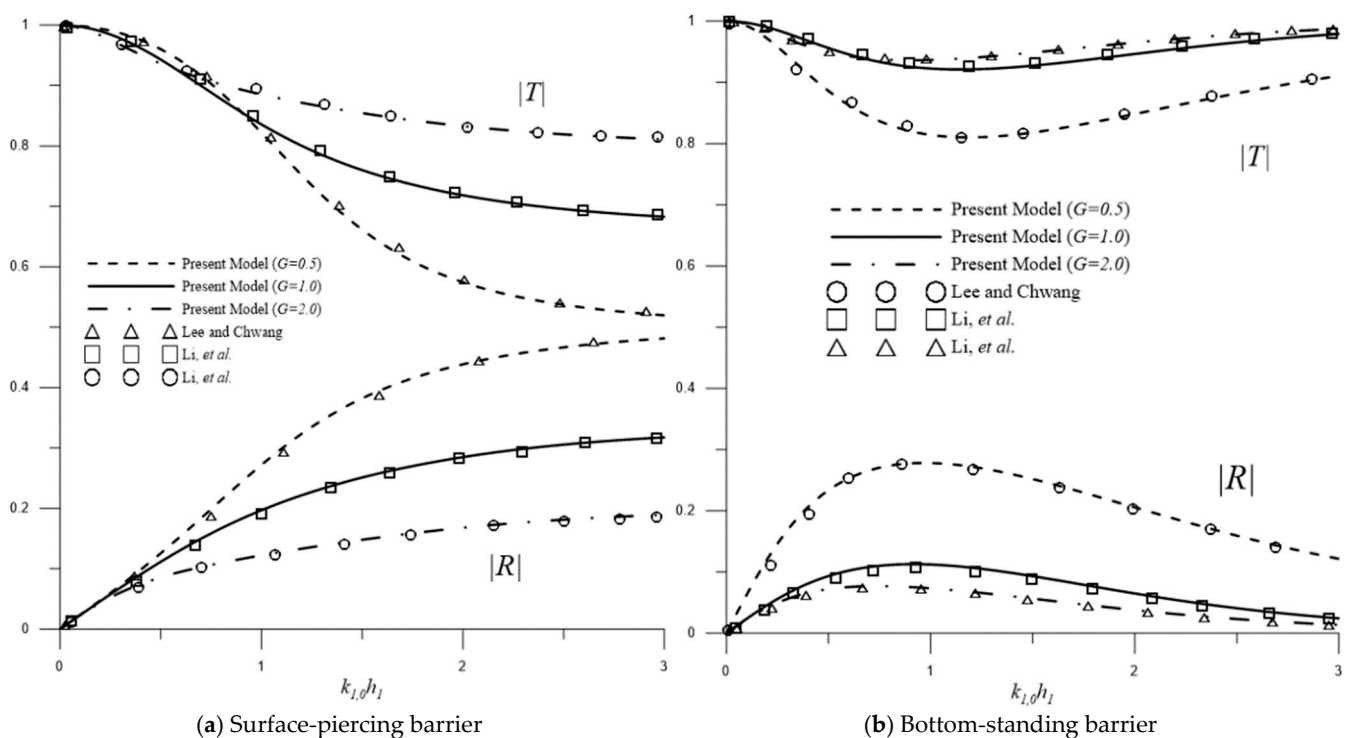 1
0.8
0.6
0.4
0.2
0
0
1
2
3
|T|
Present Model (G=0.5)
Present Model (G=1.0)
Present Model (G=2.0)
Lee and Chwang
Li, et al.
Li, et al.
|R|
k1,0h1
(a) Surface-piercing barrier
1
0.8
0.6
0.4
0.2
0
0
1
2
3
|T|
Present Model (G=0.5)
Present Model (G=1.0)
Present Model (G=2.0)
Lee and Chwang
Li, et al.
Li, et al.
|R|
k1,0h1
(b) Bottom-standing barrier